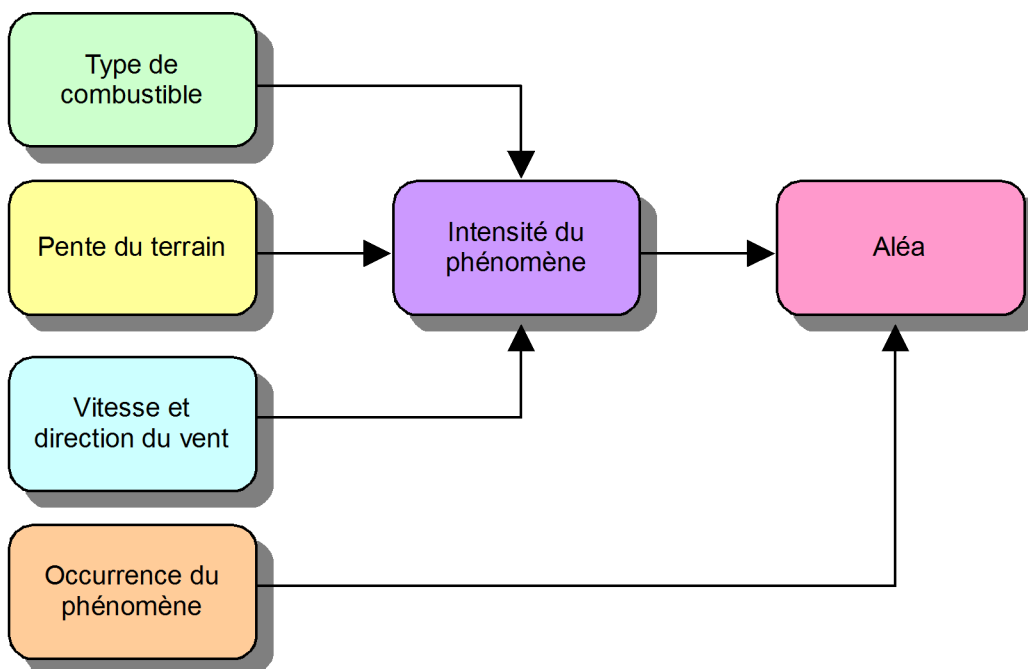 Type de
combustible
Pente du terrain
Intensité du
phénomène
Aléa
Vitesse et
direction du vent
Occurrence du
phénomène